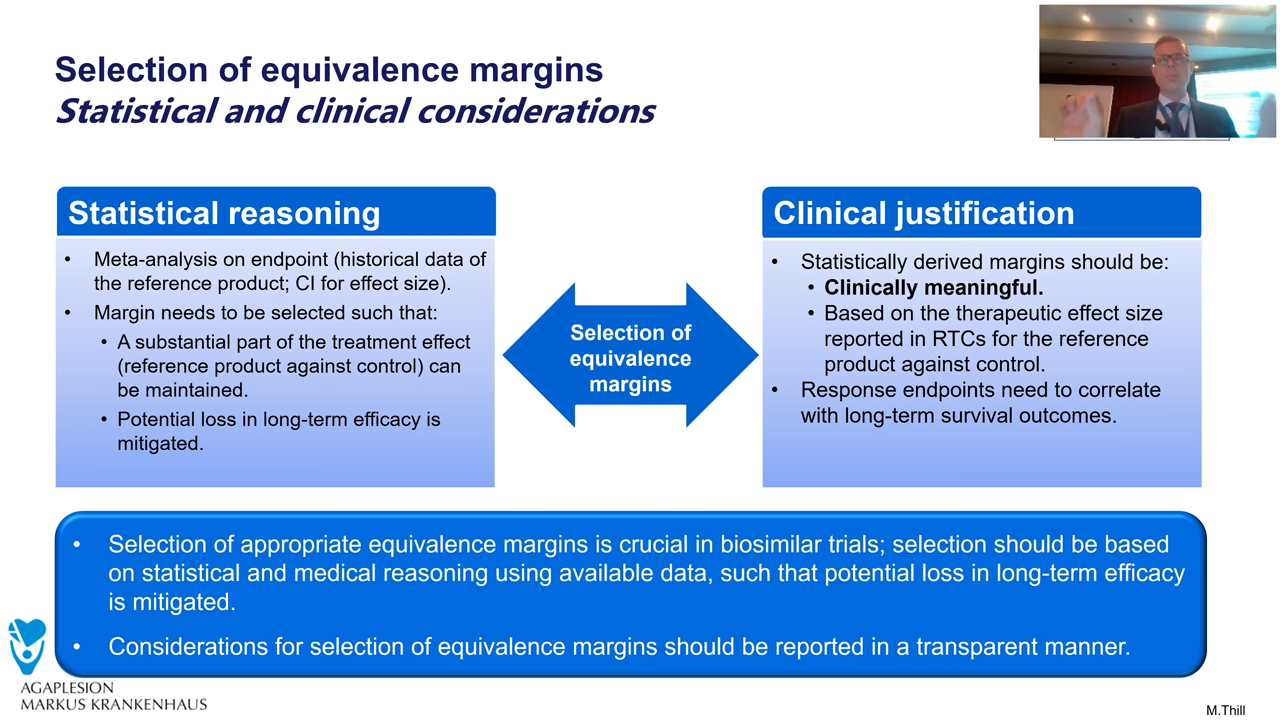 Selection of equivalence margins
Statistical and clinical considerations
Statistical reasoning
• Meta-analysis on endpoint (historical data of
the reference product; CI for effect size).
• Margin needs to be selected such that:
• A substantial part of the treatment effect
(reference product against control) can
be maintained.
• Potential loss in long-term efficacy is
mitigated.
Selection of
equivalence
margins
Clinical justification
• Statistically derived margins should be:
• Clinically meaningful.
• Based on the therapeutic effect size
reported in RTCs for the reference
product against control.
• Response endpoints need to correlate
with long-term survival outcomes.
• Selection of appropriate equivalence margins is crucial in biosimilar trials; selection should be based
on statistical and medical reasoning using available data, such that potential loss in long-term efficacy
is mitigated.
• Considerations for selection of equivalence margins should be reported in a transparent manner.
AGAPLESION
MARKUS KRANKENHAUS
M.Thill